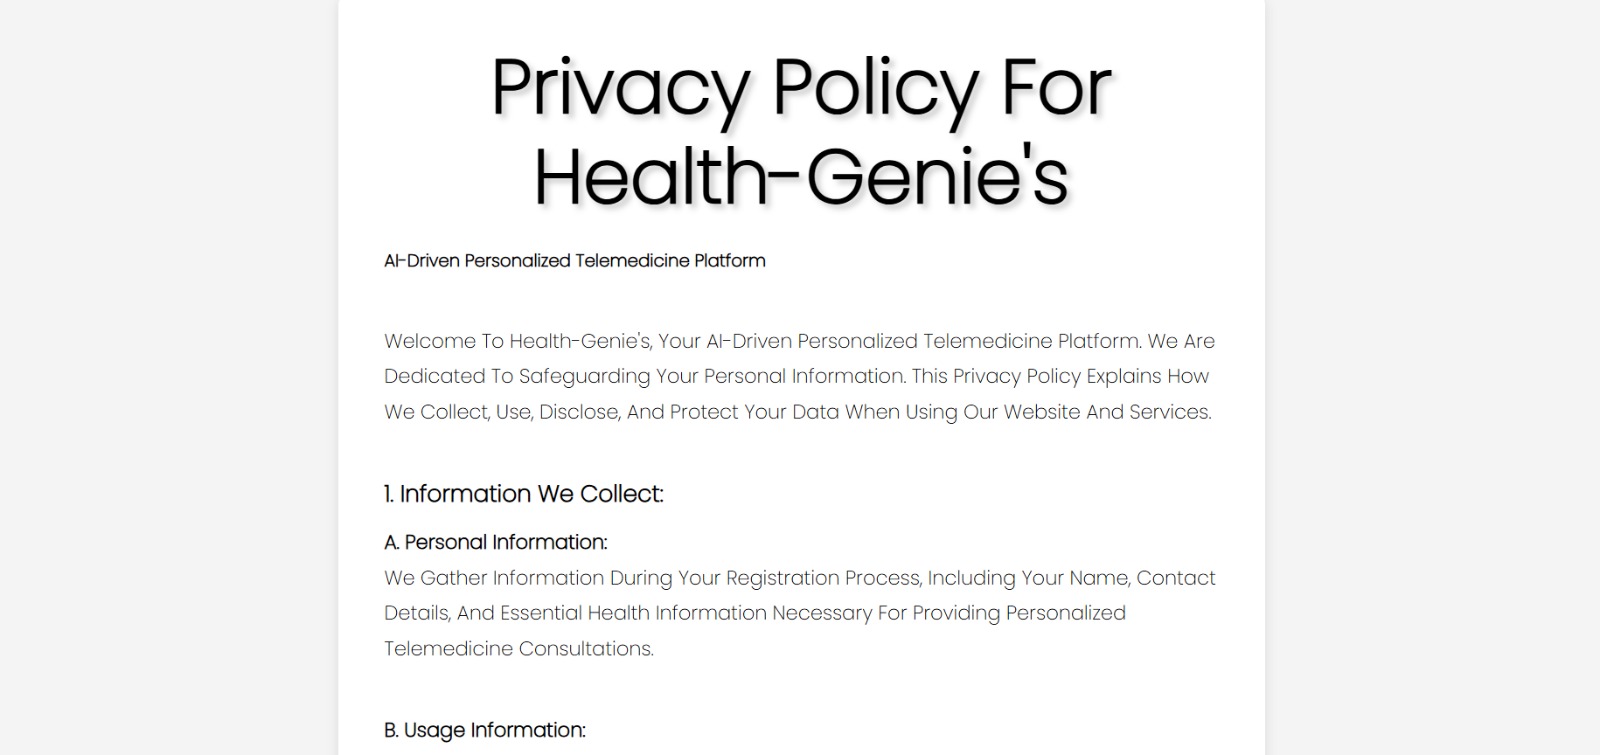 Privacy Policy For
Health-Genie's
AI-Driven Personalized Telemedicine Platform
Welcome To Health-Genie's, Your AI-Driven Personalized Telemedicine Platform. We Are
Dedicated To Safeguarding Your Personal Information. This Privacy Policy Explains How
We Collect, Use, Disclose, And Protect Your Data When Using Our Website And Services.
1. Information We Collect:
A. Personal Information:
We Gather Information During Your Registration Process, Including Your Name, Contact
Details, And Essential Health Information Necessary For Providing Personalized
Telemedicine Consultations.
B. Usage Information: